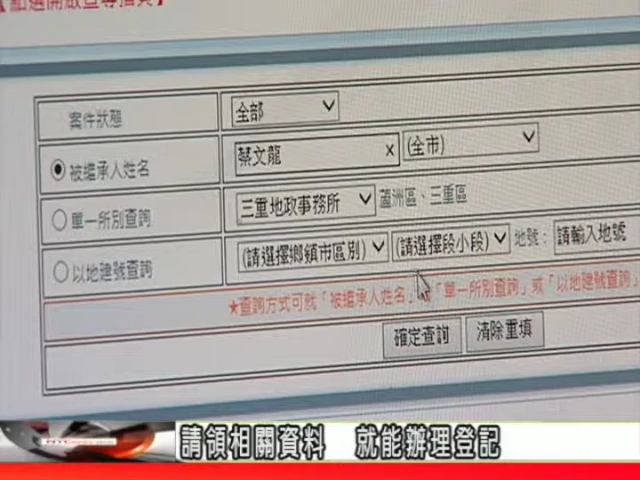 案件狀態 全部
被繼承人姓名 蔡文龍 × (全市)
單一所別查詢 三重地政事務所 蘆洲區、三重區
以地建號查詢 (請選擇鄉鎮市區別) (請選擇段小段) 地號: 請輸入地號
★查詢方式可就「被繼承人姓名」、「單一所別查詢」或「以地建號查詢」
確定查詢 清除重填
請領相關資料 就能辦理登記